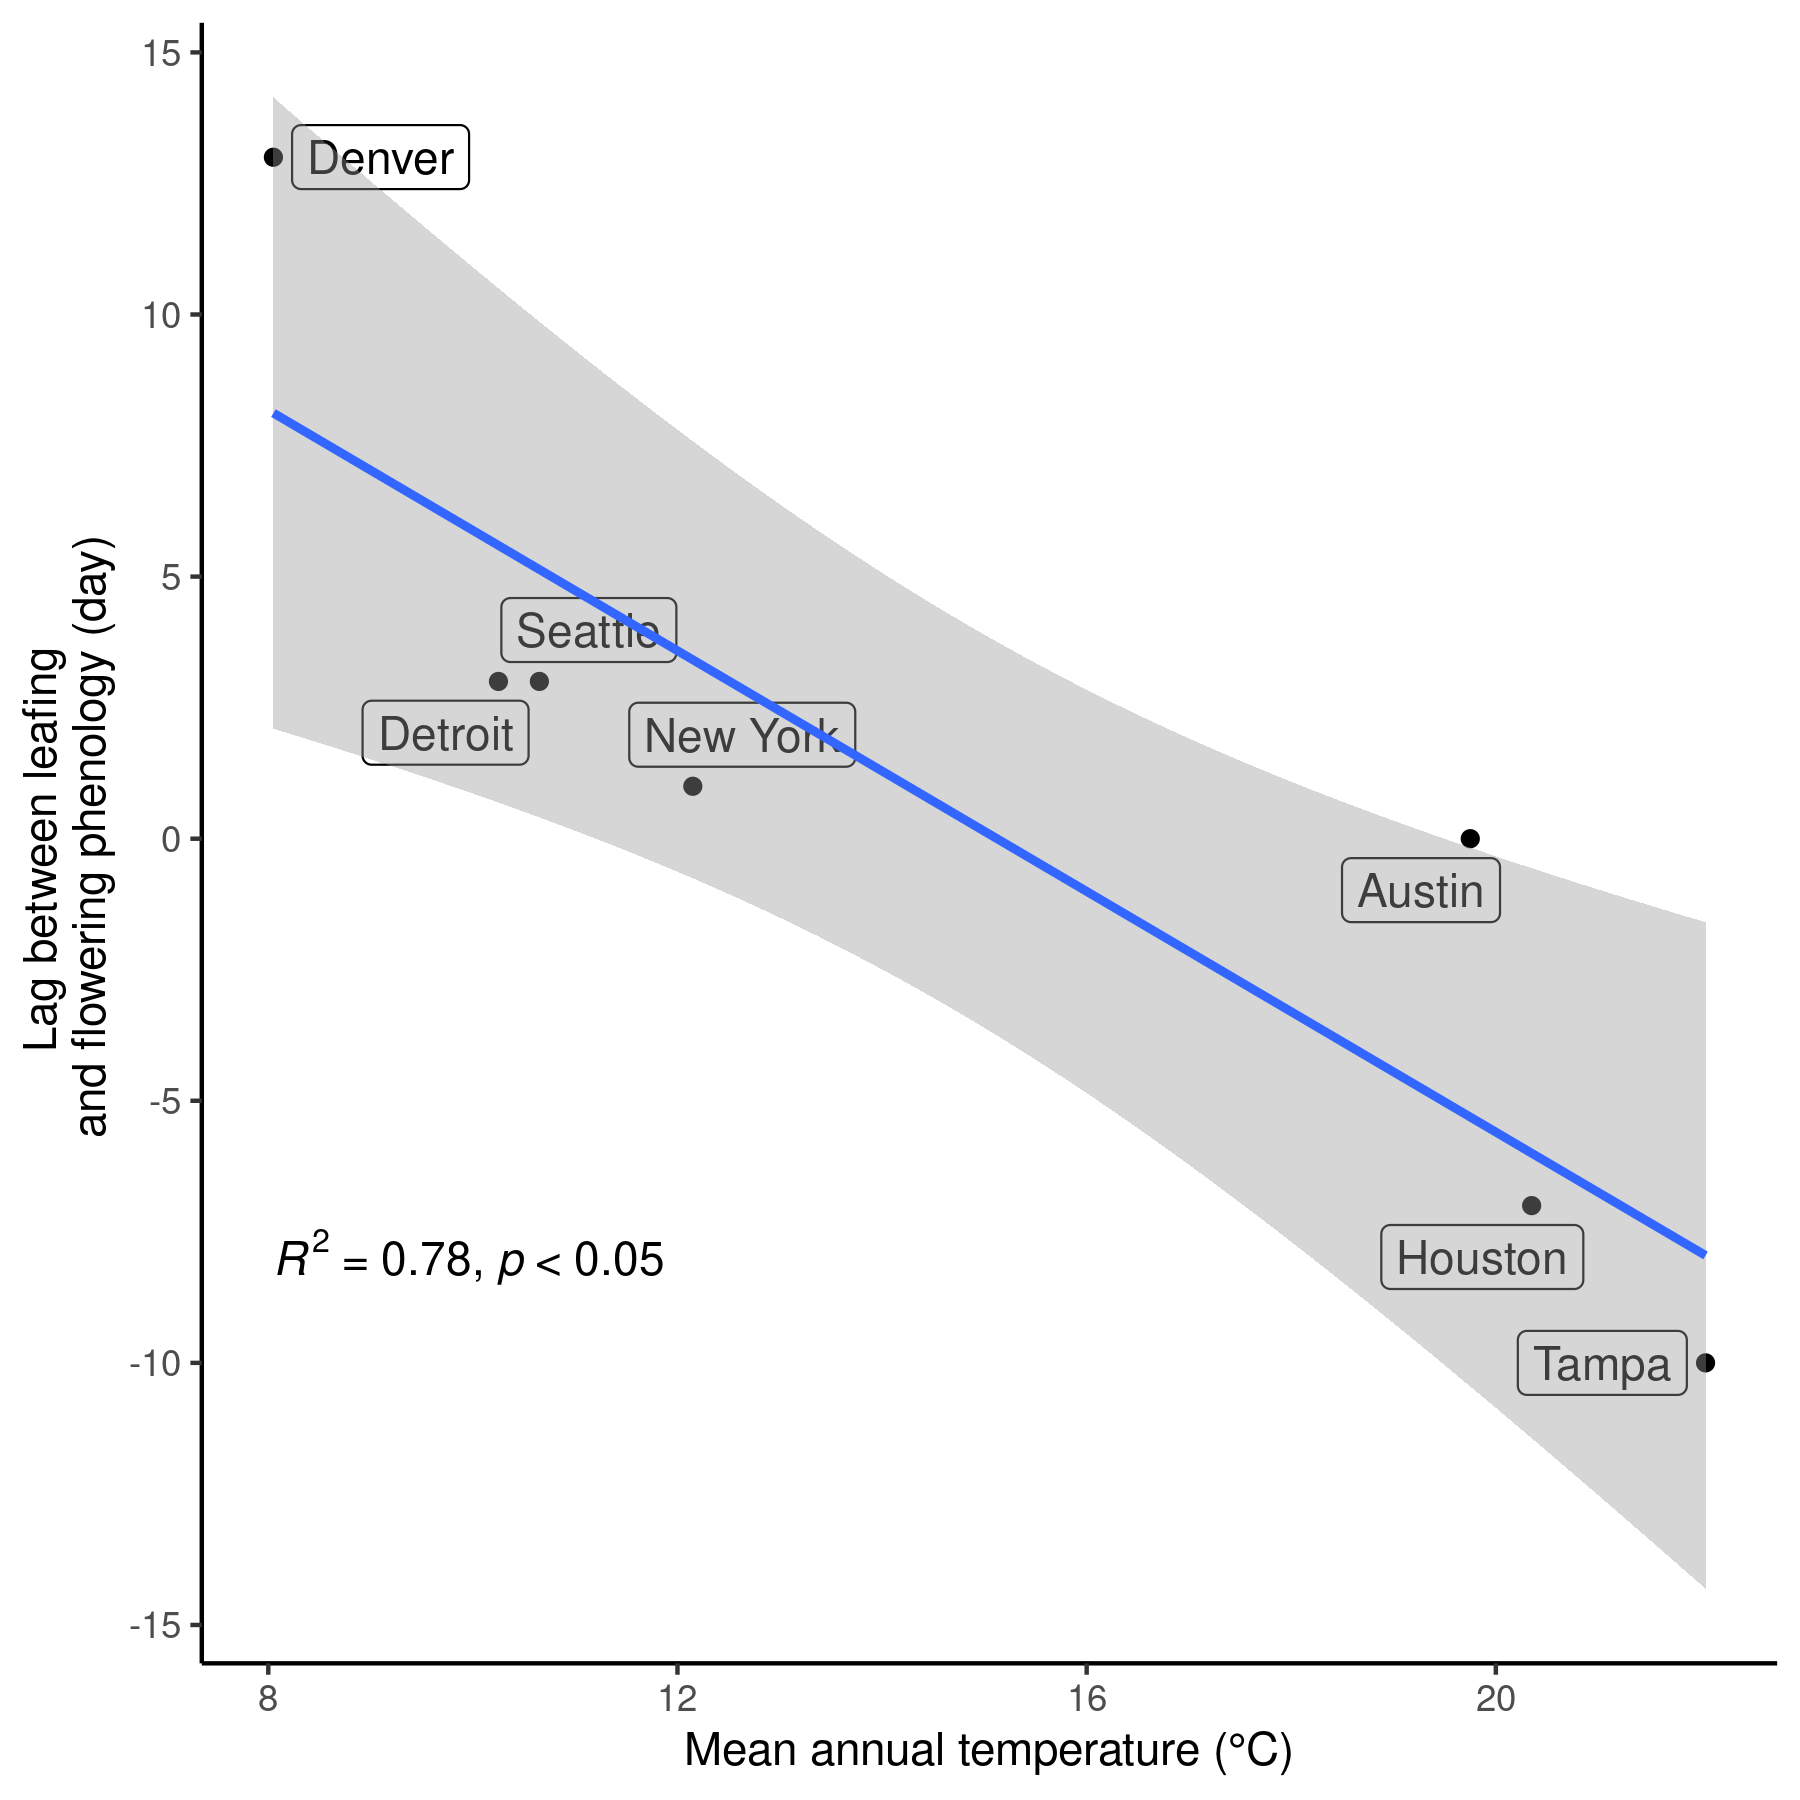 15
10
5
0
-5
-10
-15
Lag between leafing
and flowering phenology (day)
Denver
Seattle
Detroit
New York
Austin
Houston
Tampa
R² = 0.78, p < 0.05
8 12 16 20
Mean annual temperature (°C)